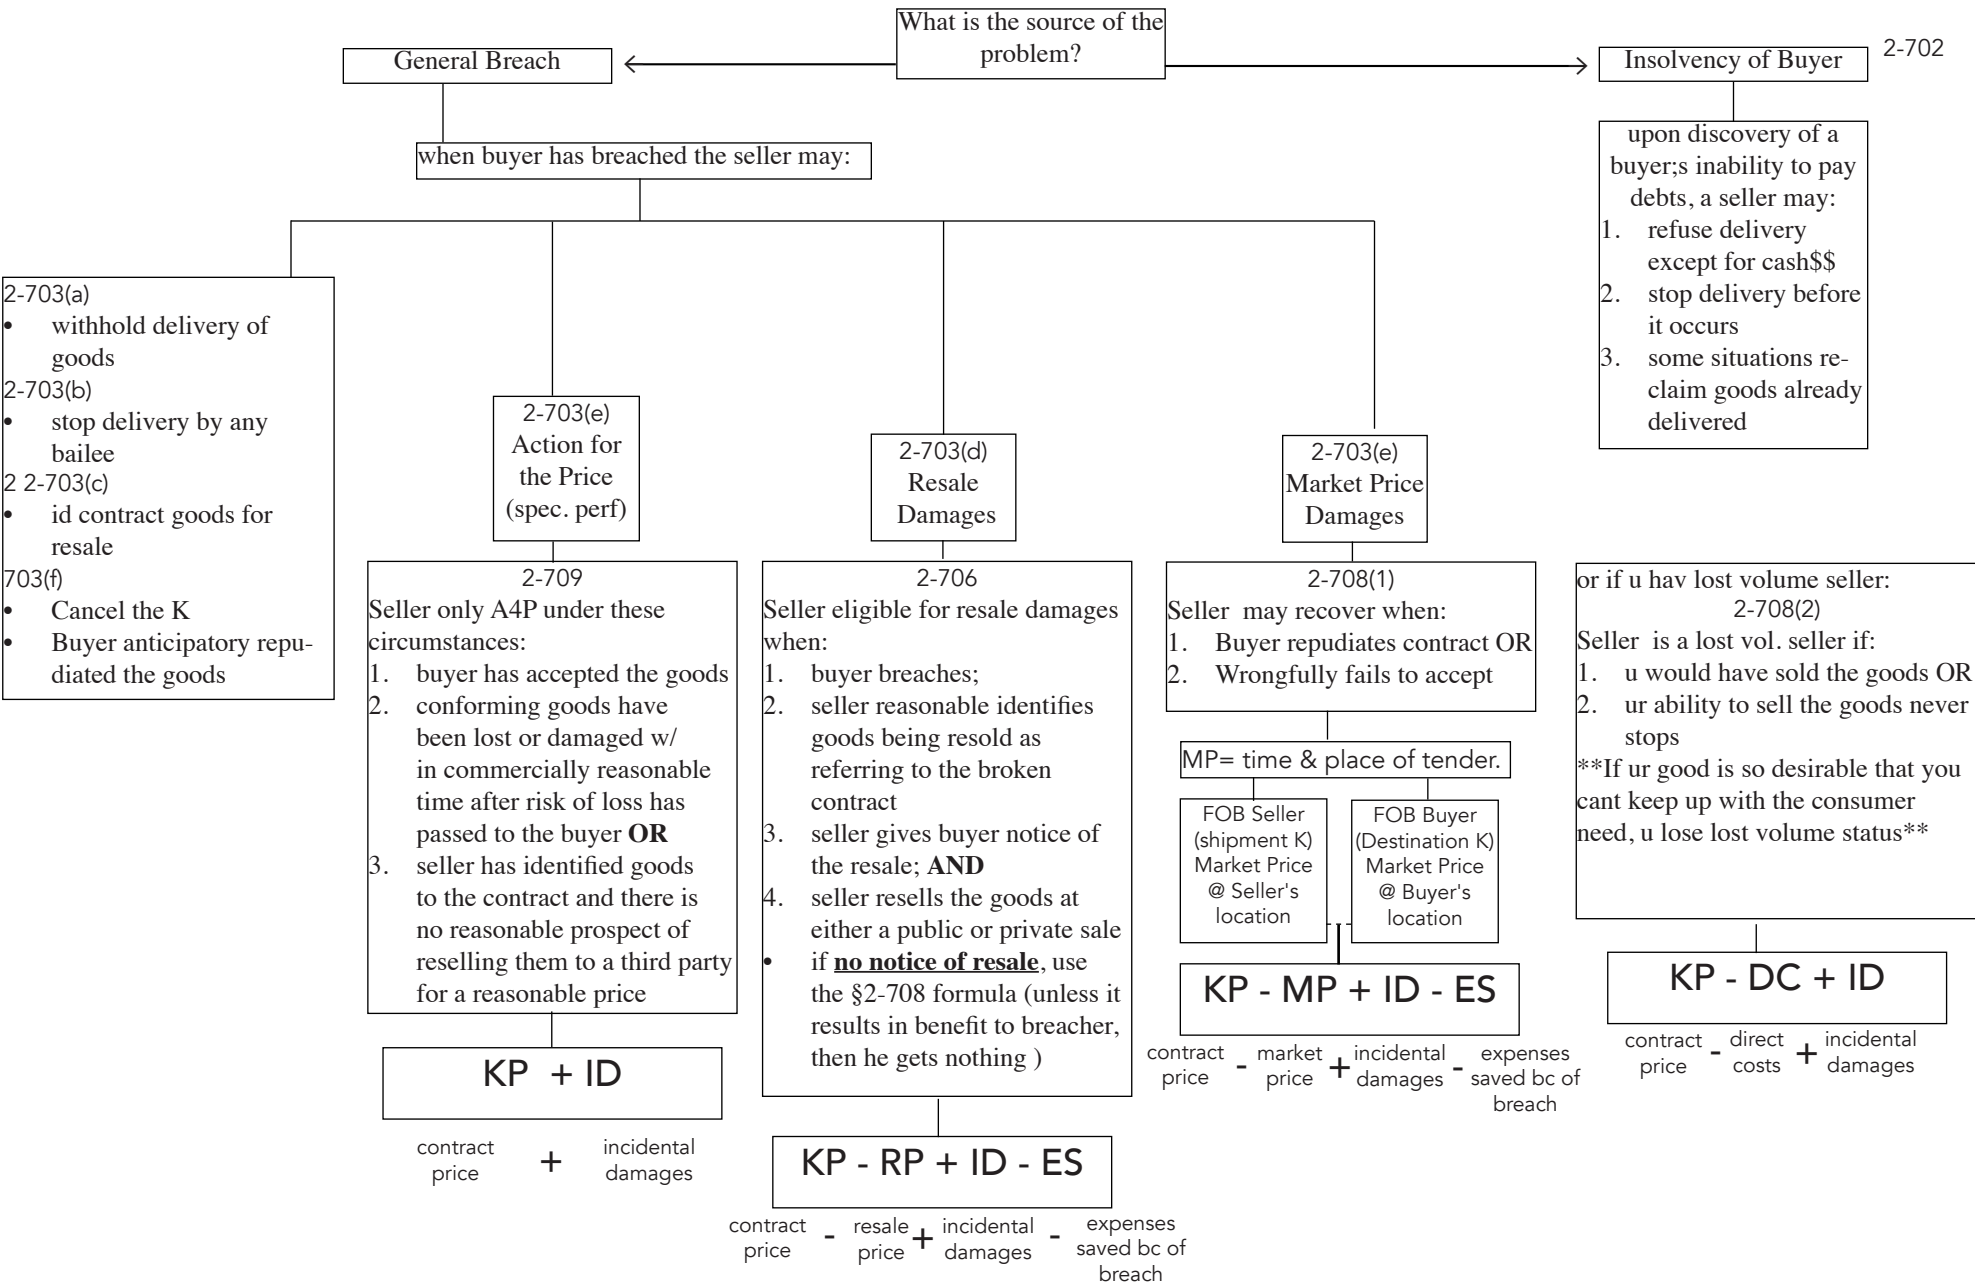 What is the source of the
problem?
General Breach
Insolvency of Buyer
2-702
when buyer has breached the seller may:
upon discovery of a
buyer;s inability to pay
debts, a seller may:
1. refuse delivery
except for cash$$
2. stop delivery before
it occurs
3. some situations re-
claim goods already
delivered
2-703(a)
• withhold delivery of
goods
2-703(b)
• stop delivery by any
bailee
2 2-703(c)
• id contract goods for
resale
703(f)
• Cancel the K
• Buyer anticipatory repu-
diated the goods
2-703(e)
Action for
the Price
(spec. perf)
2-709
Seller only A4P under these
circumstances:
1. buyer has accepted the goods
2. conforming goods have
been lost or damaged w/
in commercially reasonable
time after risk of loss has
passed to the buyer OR
3. seller has identified goods
to the contract and there is
no reasonable prospect of
reselling them to a third party
for a reasonable price
KP + ID
contract
price
+
incidental
damages
2-703(d)
Resale
Damages
2-706
Seller eligible for resale damages
when:
1. buyer breaches;
2. seller reasonable identifies
goods being resold as
referring to the broken
contract
3. seller gives buyer notice of
the resale; AND
4. seller resells the goods at
either a public or private sale
• if no notice of resale, use
the §2-708 formula (unless it
results in benefit to breacher,
then he gets nothing )
KP - RP + ID - ES
contract
price
-
resale
price
+
incidental
damages
-
expenses
saved bc of
breach
2-703(e)
Market Price
Damages
2-708(1)
Seller may recover when:
1. Buyer repudiates contract OR
2. Wrongfully fails to accept
MP= time & place of tender.
FOB Seller
(shipment K)
Market Price
@ Seller's
location
FOB Buyer
(Destination K)
Market Price
@ Buyer's
location
KP - MP + ID - ES
contract
price
-
market
price
+
incidental
damages
-
expenses
saved bc of
breach
or if u hav lost volume seller:
2-708(2)
Seller is a lost vol. seller if:
1. u would have sold the goods OR
2. ur ability to sell the goods never
stops
**If ur good is so desirable that you
cant keep up with the consumer
need, u lose lost volume status**
KP - DC + ID
contract
price
-
direct
costs
+
incidental
damages